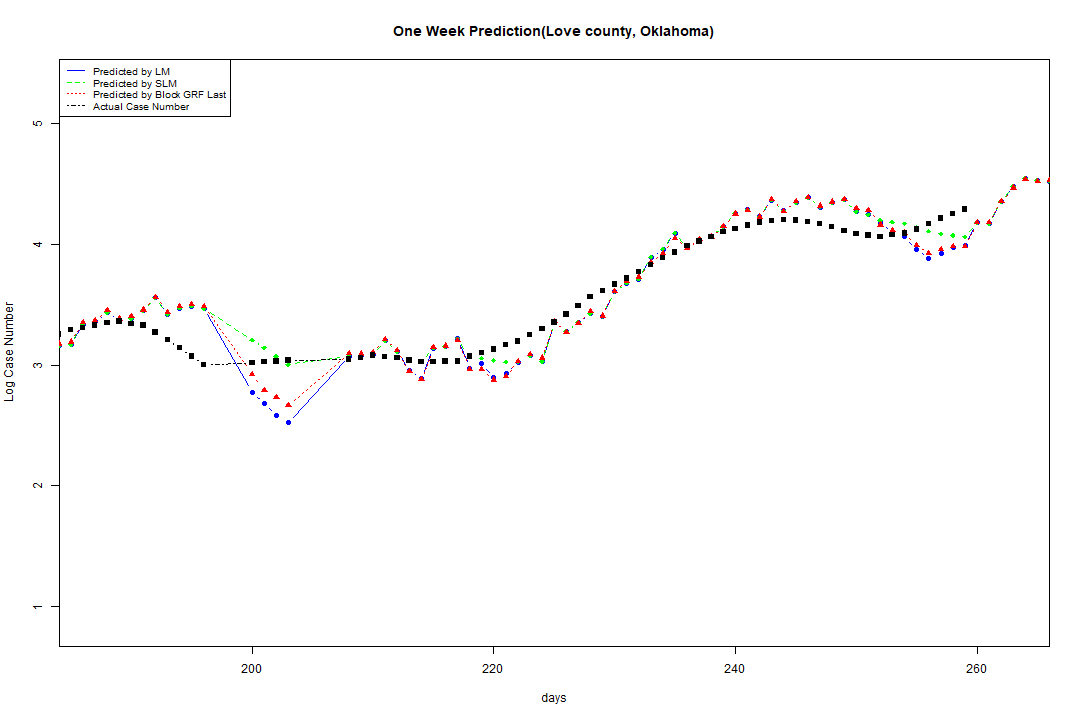 One Week Prediction(Love county, Oklahoma)
Predicted by LM
Predicted by SLM
Predicted by Block GRF Last
Actual Case Number
5
4
3
2
1
Log Case Number
200 220 240 260
days